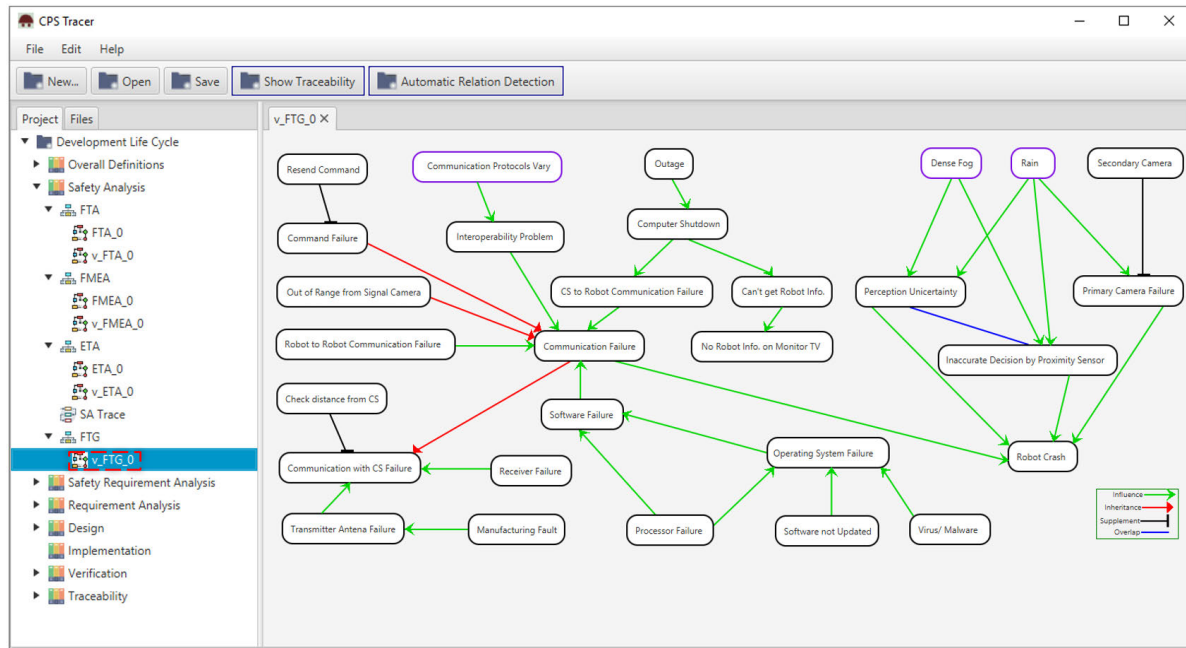 CPS Tracer
File Edit Help
New... Open Save Show Traceability Automatic Relation Detection
Project Files
Development Life Cycle
Overall Definitions
Safety Analysis
FTA
FTA_0
v_FTA_0
FMEA
FMEA_0
v_FMEA_0
ETA
ETA_0
v_ETA_0
SA Trace
FTG
v_FTG_0
Safety Requirement Analysis
Requirement Analysis
Design
Implementation
Verification
Traceability
v_FTG_0
Resend Command
Communication Protocols Vary
Outage
Dense Fog
Rain
Secondary Camera
Command Failure
Interoperability Problem
Computer Shutdown
Out of Range from Signal Camera
CS to Robot Communication Failure
Can't get Robot Info.
Perception Uncertainty
Primary Camera Failure
Robot to Robot Communication Failure
Communication Failure
No Robot Info. on Monitor TV
Inaccurate Decision by Proximity Sensor
Check distance from CS
Software Failure
Communication with CS Failure
Receiver Failure
Operating System Failure
Robot Crash
Transmitter Antena Failure
Manufacturing Fault
Processor Failure
Software not Updated
Virus/ Malware
Influence
Inheritance
Supplement
Overlap